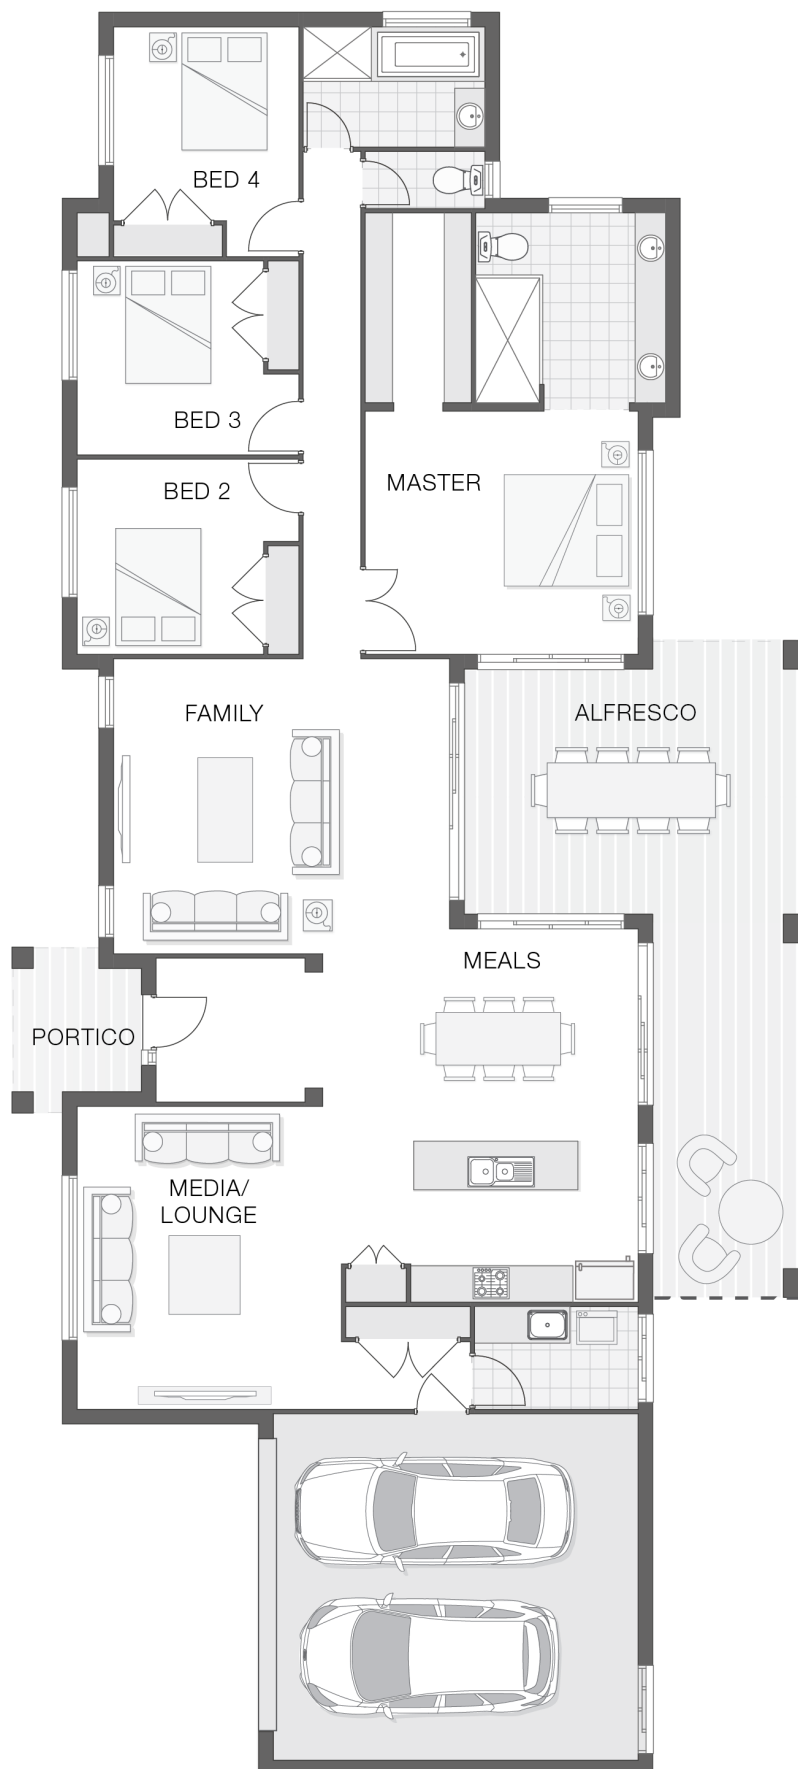 BED 4
BED 3
BED 2
MASTER
FAMILY
ALFRESCO
MEALS
PORTICO
MEDIA/
LOUNGE